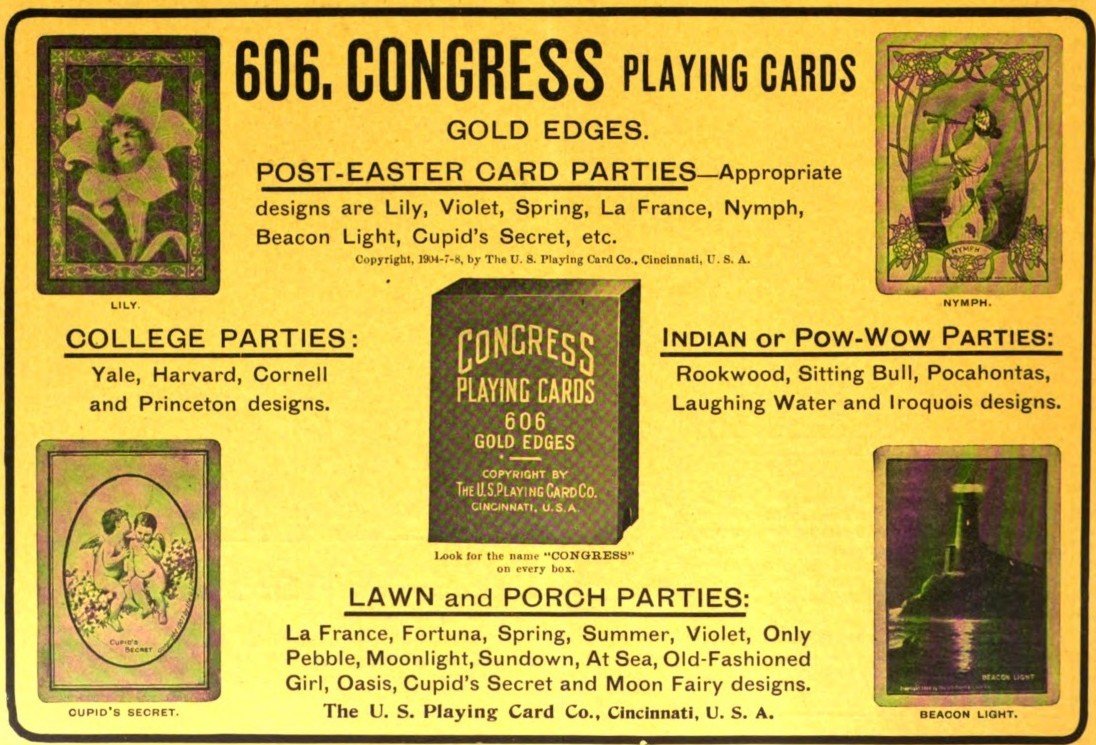 606. CONGRESS PLAYING CARDS
GOLD EDGES.
POST-EASTER CARD PARTIES—Appropriate
designs are Lily, Violet, Spring, La France, Nymph,
Beacon Light, Cupid's Secret, etc.
Copyright, 1904-7-8, by The U. S. Playing Card Co., Cincinnati, U. S. A.
LILY.
NYMPH
NYMPH.
COLLEGE PARTIES:
Yale, Harvard, Cornell
and Princeton designs.
CONGRESS
PLAYING CARDS
606
GOLD EDGES
COPYRIGHT BY
THE U.S. PLAYING CARD CO.
CINCINNATI, U.S.A.
Look for the name "CONGRESS"
on every box.
INDIAN or POW-WOW PARTIES:
Rookwood, Sitting Bull, Pocahontas,
Laughing Water and Iroquois designs.
CUPID'S
SECRET
CUPID'S SECRET.
BEACON LIGHT
BEACON LIGHT.
LAWN and PORCH PARTIES:
La France, Fortuna, Spring, Summer, Violet, Only
Pebble, Moonlight, Sundown, At Sea, Old-Fashioned
Girl, Oasis, Cupid's Secret and Moon Fairy designs.
The U. S. Playing Card Co., Cincinnati, U. S. A.